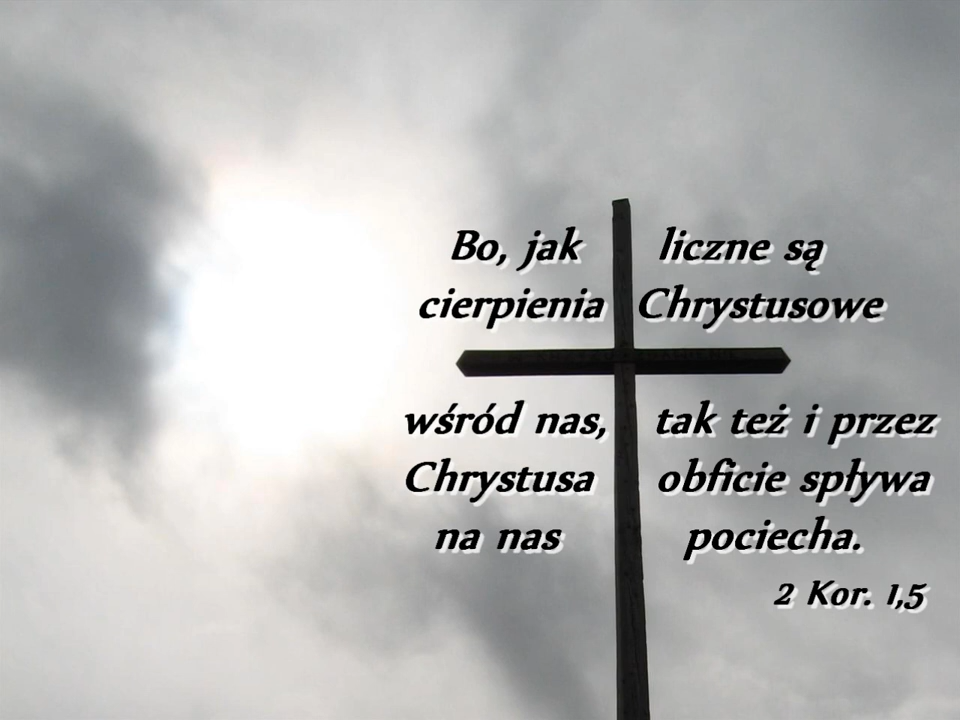 Bo, jak liczne są
cierpienia Chrystusowe
wśród nas, tak też i przez
Chrystusa obficie spływa
na nas pociecha.
2 Kor. 1,5